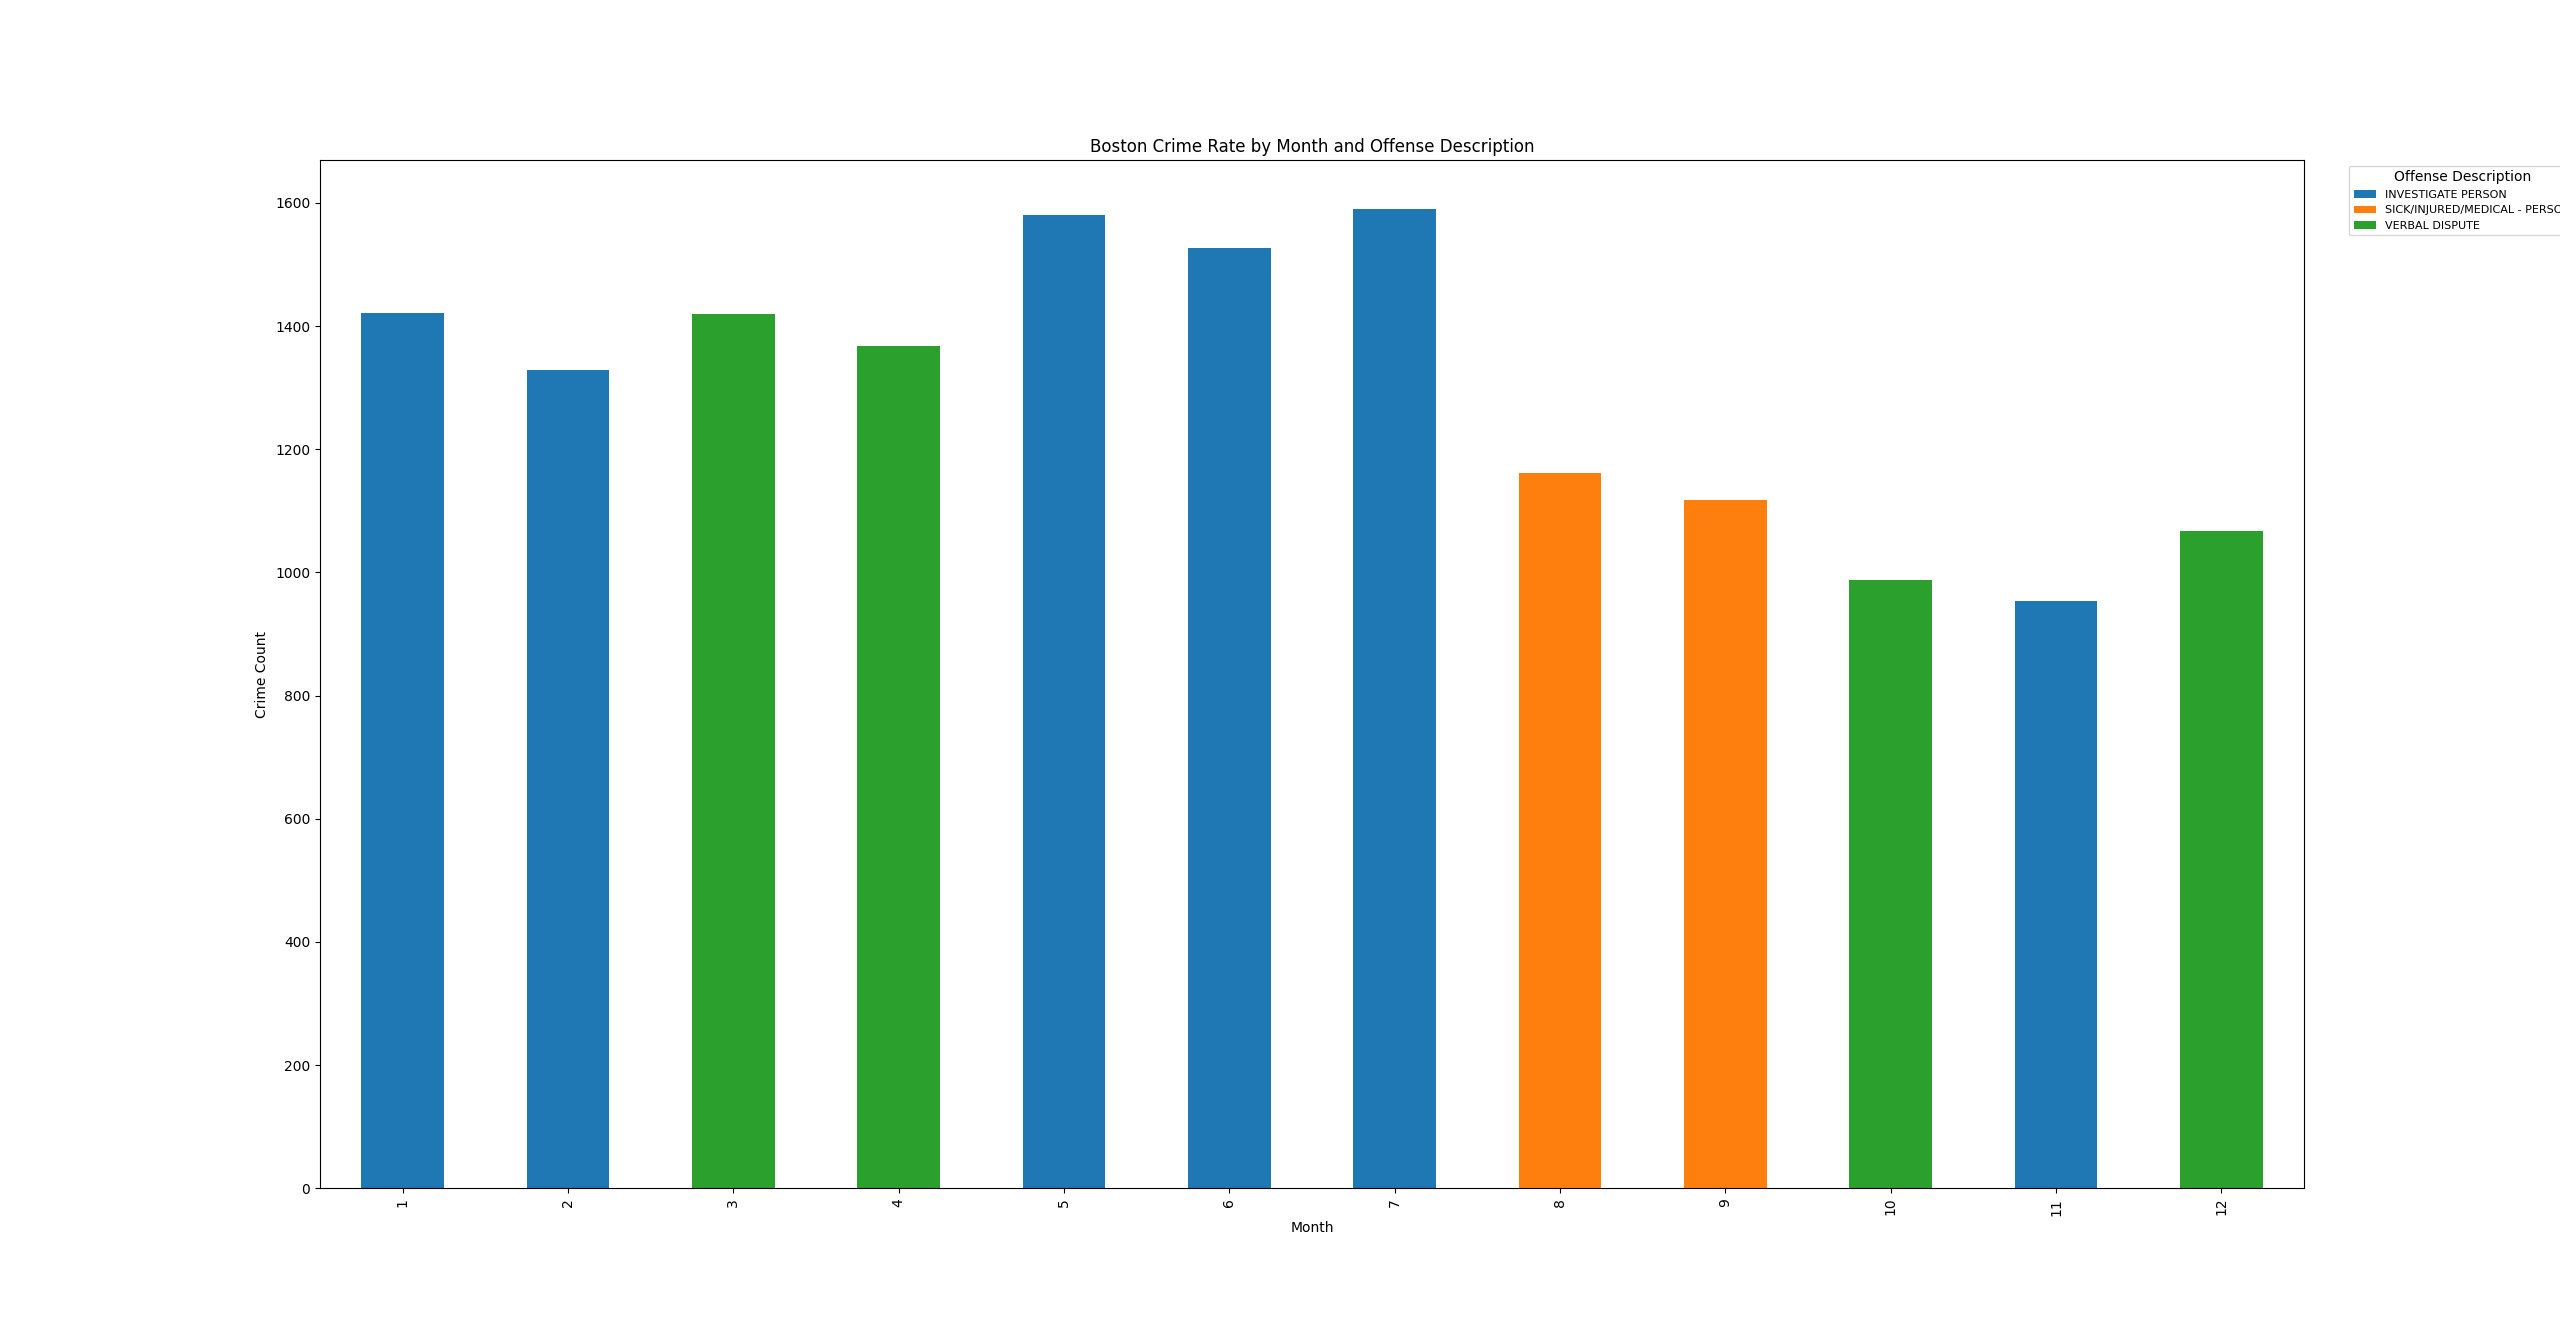 Boston Crime Rate by Month and Offense Description
Offense Description
INVESTIGATE PERSON
SICK/INJURED/MEDICAL - PERSO
VERBAL DISPUTE
Crime Count
1600
1400
1200
1000
800
600
400
200
0
1 2 3 4 5 6 7 8 9 10 11 12
Month